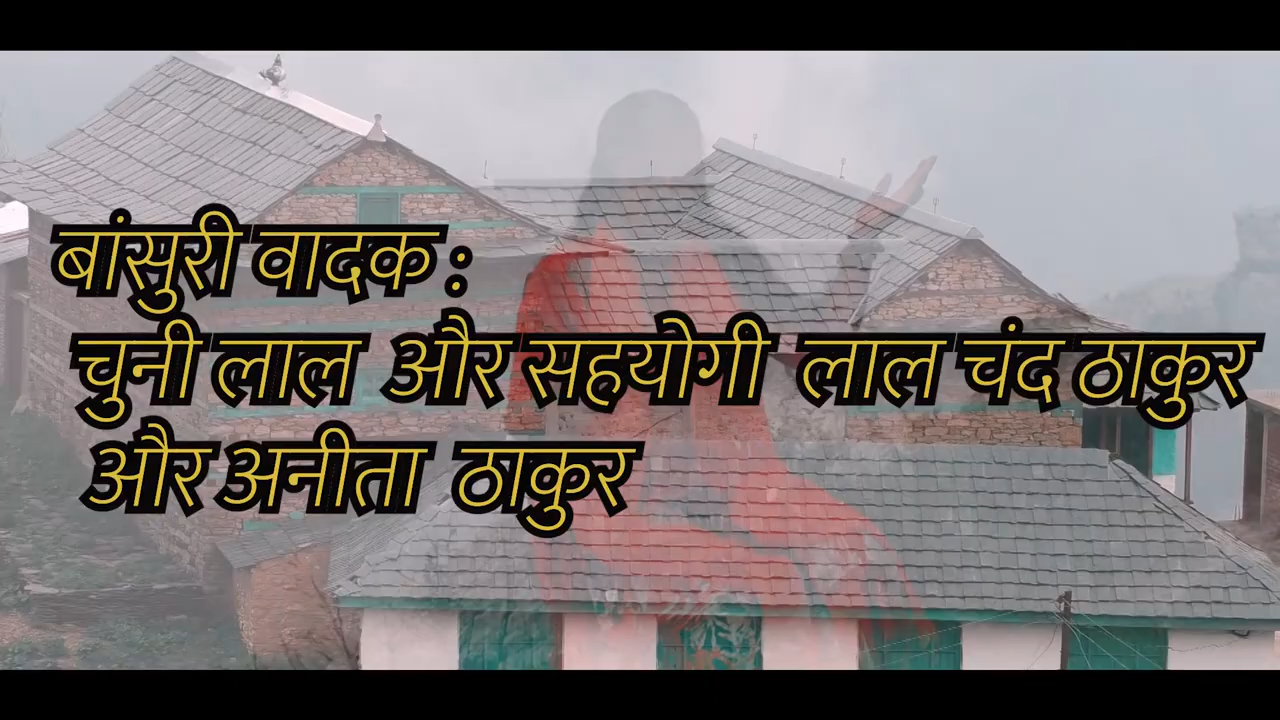 बांसुरी वादक :
चुनी लाल और सहयोगी लाल चंद ठाकुर
और अनीता ठाकुर